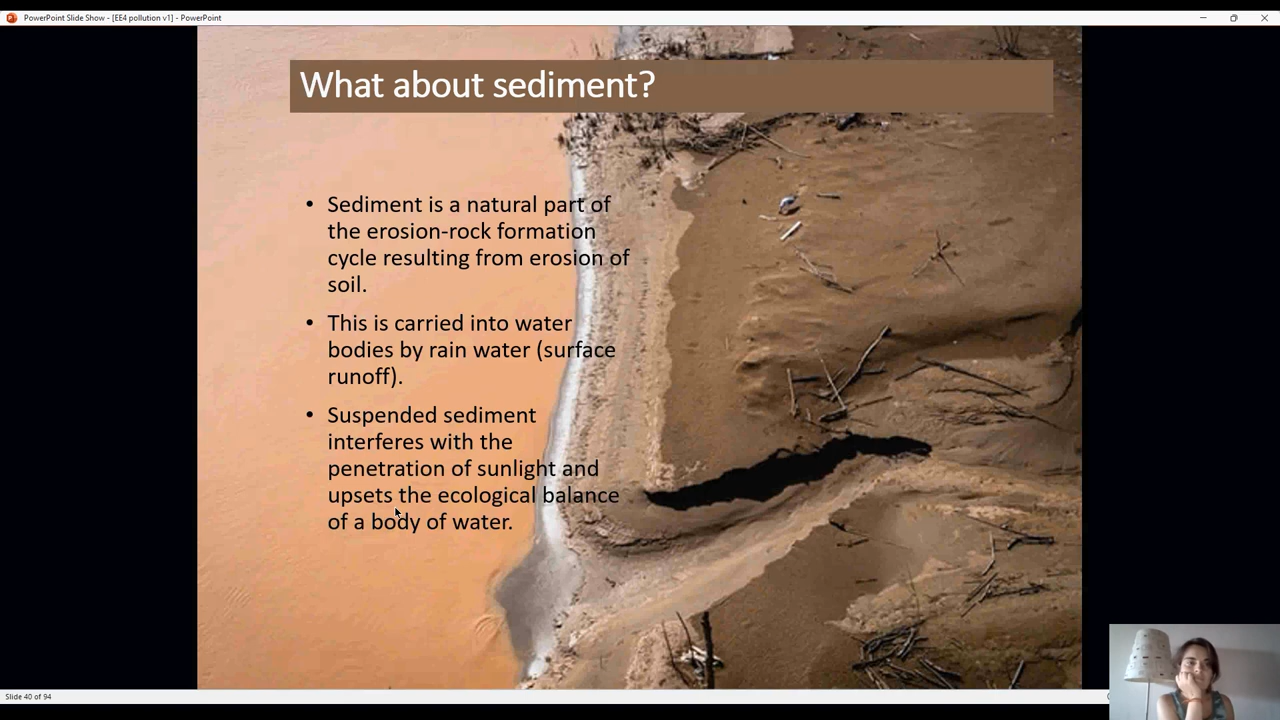 PowerPoint Slide Show - [EE4 pollution v1] - PowerPoint
What about sediment?
• Sediment is a natural part of
the erosion-rock formation
cycle resulting from erosion of
soil.
• This is carried into water
bodies by rain water (surface
runoff).
• Suspended sediment
interferes with the
penetration of sunlight and
upsets the ecological balance
of a body of water.
Slide 40 of 94